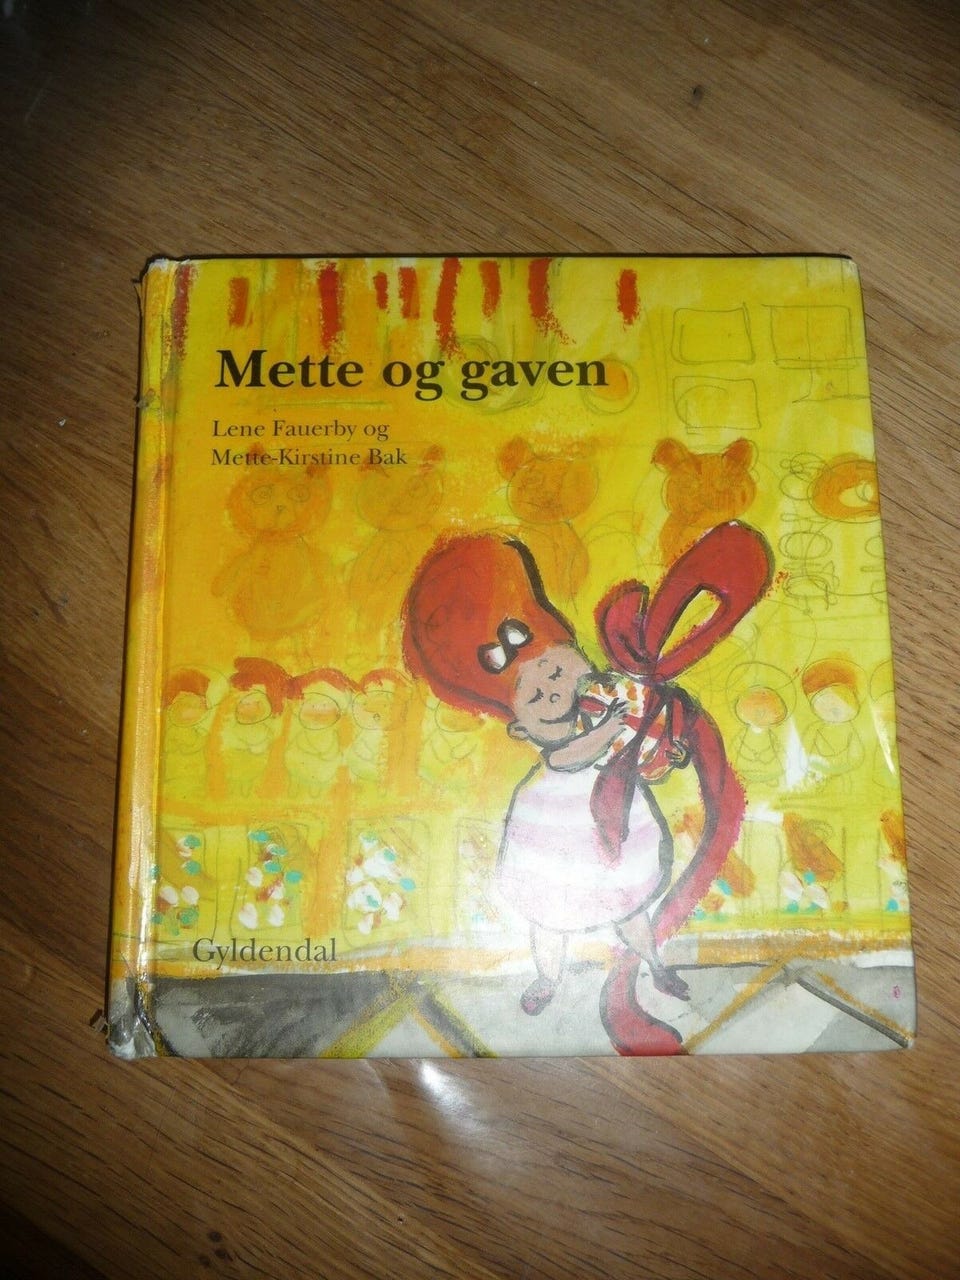 Mette og gaven
Lene Fauerby og
Mette-Kirstine Bak
Gyldendal